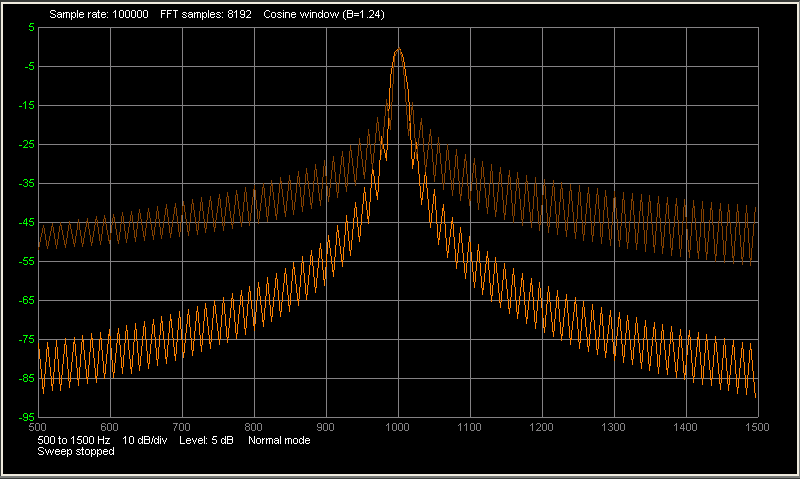 Sample rate: 100000 FFT samples: 8192 Cosine window (B=1.24)
5
-5
-15
-25
-35
-45
-55
-65
-75
-85
-95
500 600 700 800 900 1000 1100 1200 1300 1400 1500
500 to 1500 Hz 10 dB/div Level: 5 dB Normal mode
Sweep stopped